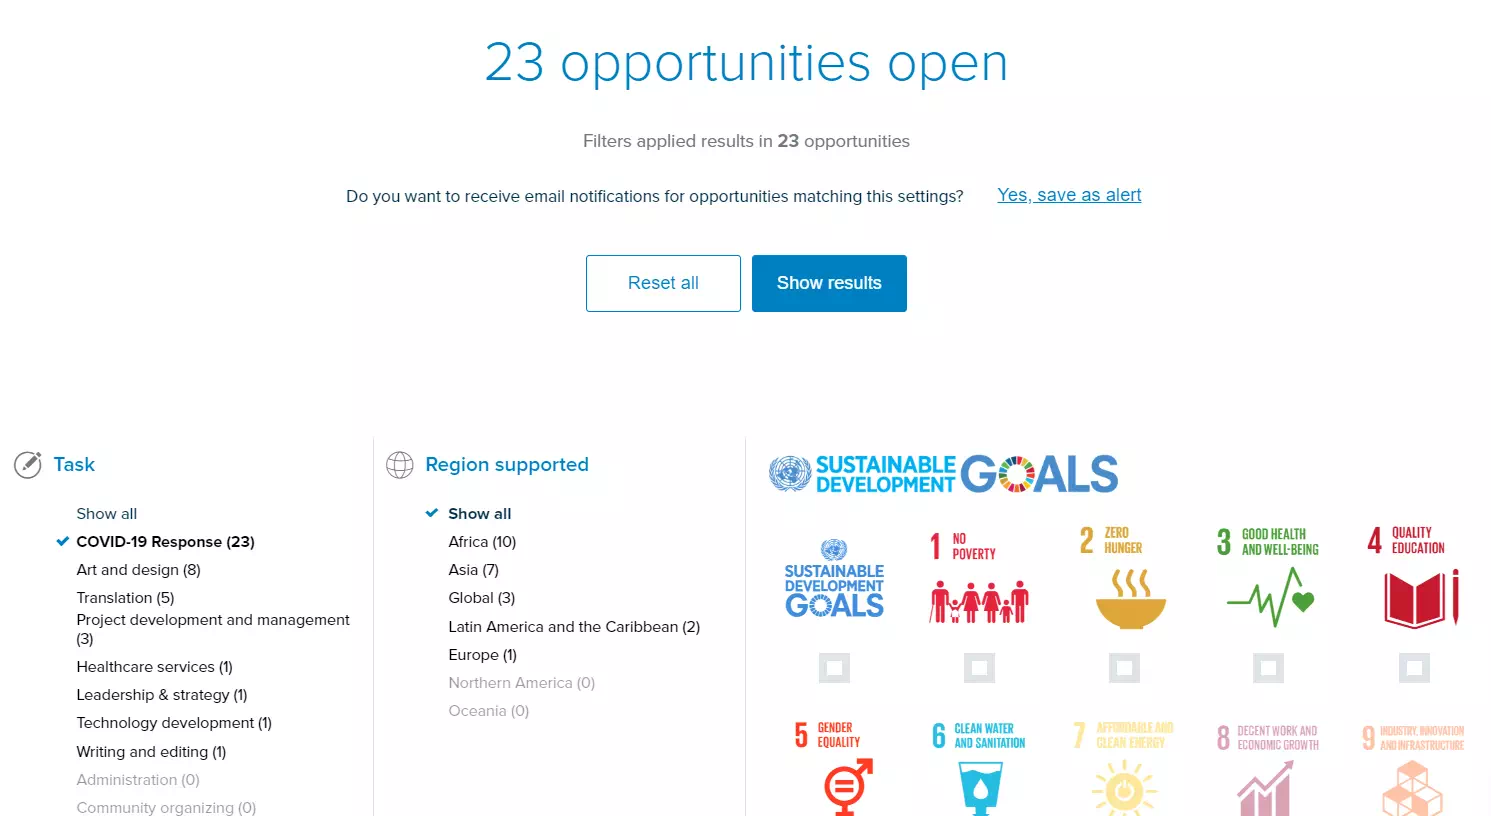 23 opportunities open
Filters applied results in 23 opportunities
Do you want to receive email notifications for opportunities matching this settings? Yes, save as alert
Reset all
Show results
Task
Show all
COVID-19 Response (23)
Art and design (8)
Translation (5)
Project development and management
(3)
Healthcare services (1)
Leadership & strategy (1)
Technology development (1)
Writing and editing (1)
Administration (0)
Community organizing (0)
Region supported
Show all
Africa (10)
Asia (7)
Global (3)
Latin America and the Caribbean (2)
Europe (1)
Northern America (0)
Oceania (0)
SUSTAINABLE
DEVELOPMENT
GOALS
SUSTAINABLE
DEVELOPMENT
GOALS
1 NO
POVERTY
2 ZERO
HUNGER
3 GOOD HEALTH
AND WELL-BEING
4 QUALITY
EDUCATION
5 GENDER
EQUALITY
6 CLEAN WATER
AND SANITATION
7 AFFORDABLE AND
CLEAN ENERGY
8 DECENT WORK AND
ECONOMIC GROWTH
9 INDUSTRY, INNOVATION
AND INFRASTRUCTURE